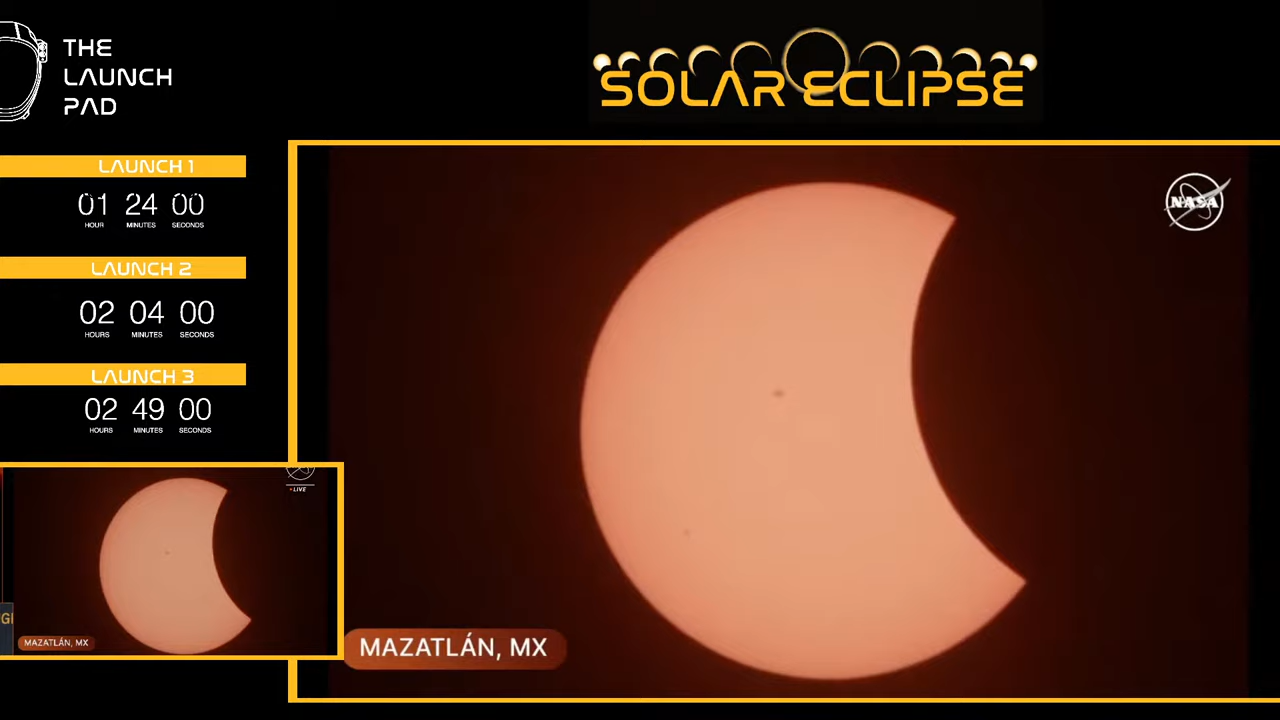 THE
LAUNCH
PAD
SOLAR ECLIPSE
LAUNCH 1
01 24 00
HOUR MINUTES SECONDS
LAUNCH 2
02 04 00
HOURS MINUTES SECONDS
LAUNCH 3
02 49 00
HOURS MINUTES SECONDS
NASA
LIVE
MAZATLÁN, MX
MAZATLÁN, MX